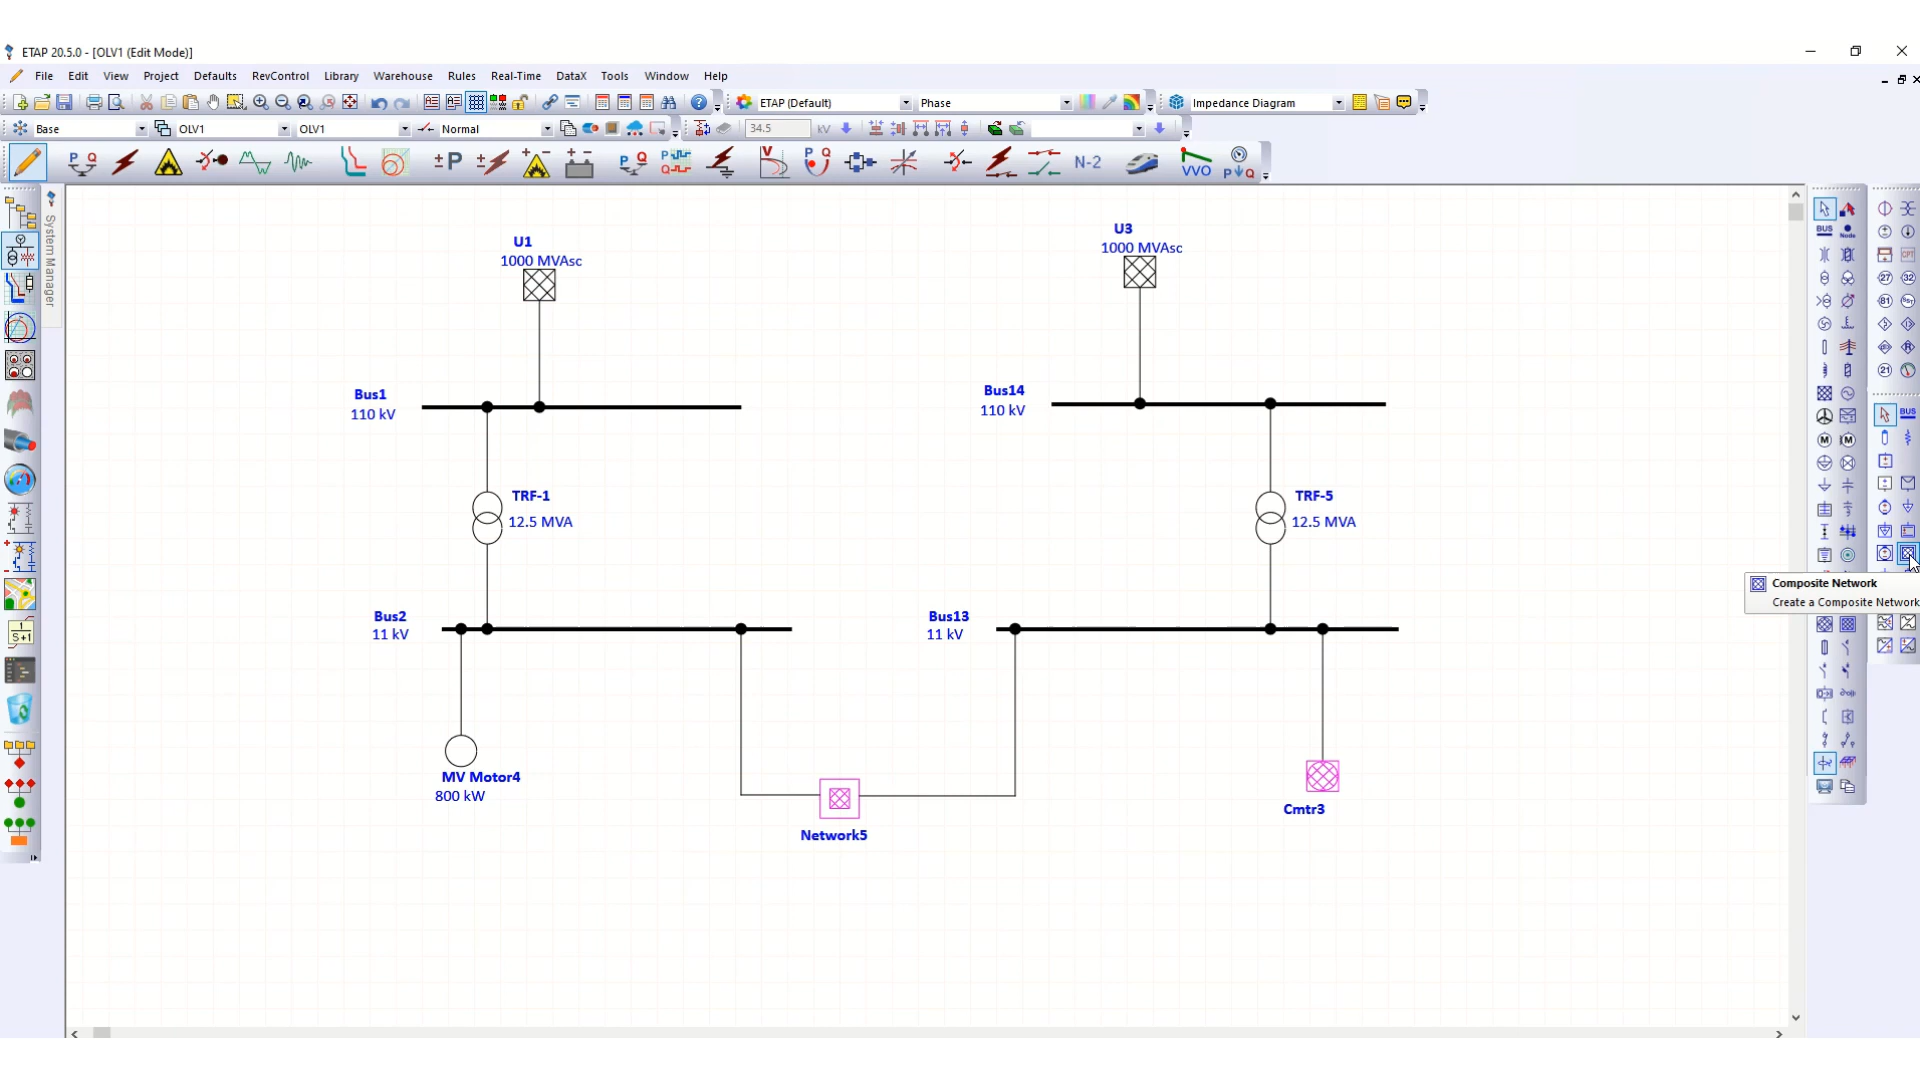 ETAP 20.5.0 - [OLV1 (Edit Mode)]
File Edit View Project Defaults RevControl Library Warehouse Rules Real-Time DataX Tools Window Help
ETAP (Default) Phase Impedance Diagram
Base OLV1 OLV1 Normal 34.5 kV
N-2 VVO
System Manager
U1
1000 MVAsc
U3
1000 MVAsc
Bus1
110 kV
Bus14
110 kV
TRF-1
12.5 MVA
TRF-5
12.5 MVA
Bus2
11 kV
Bus13
11 kV
MV Motor4
800 kW
Network5
Cmtr3
BUS
Node
BUS
Composite Network
Create a Composite Network